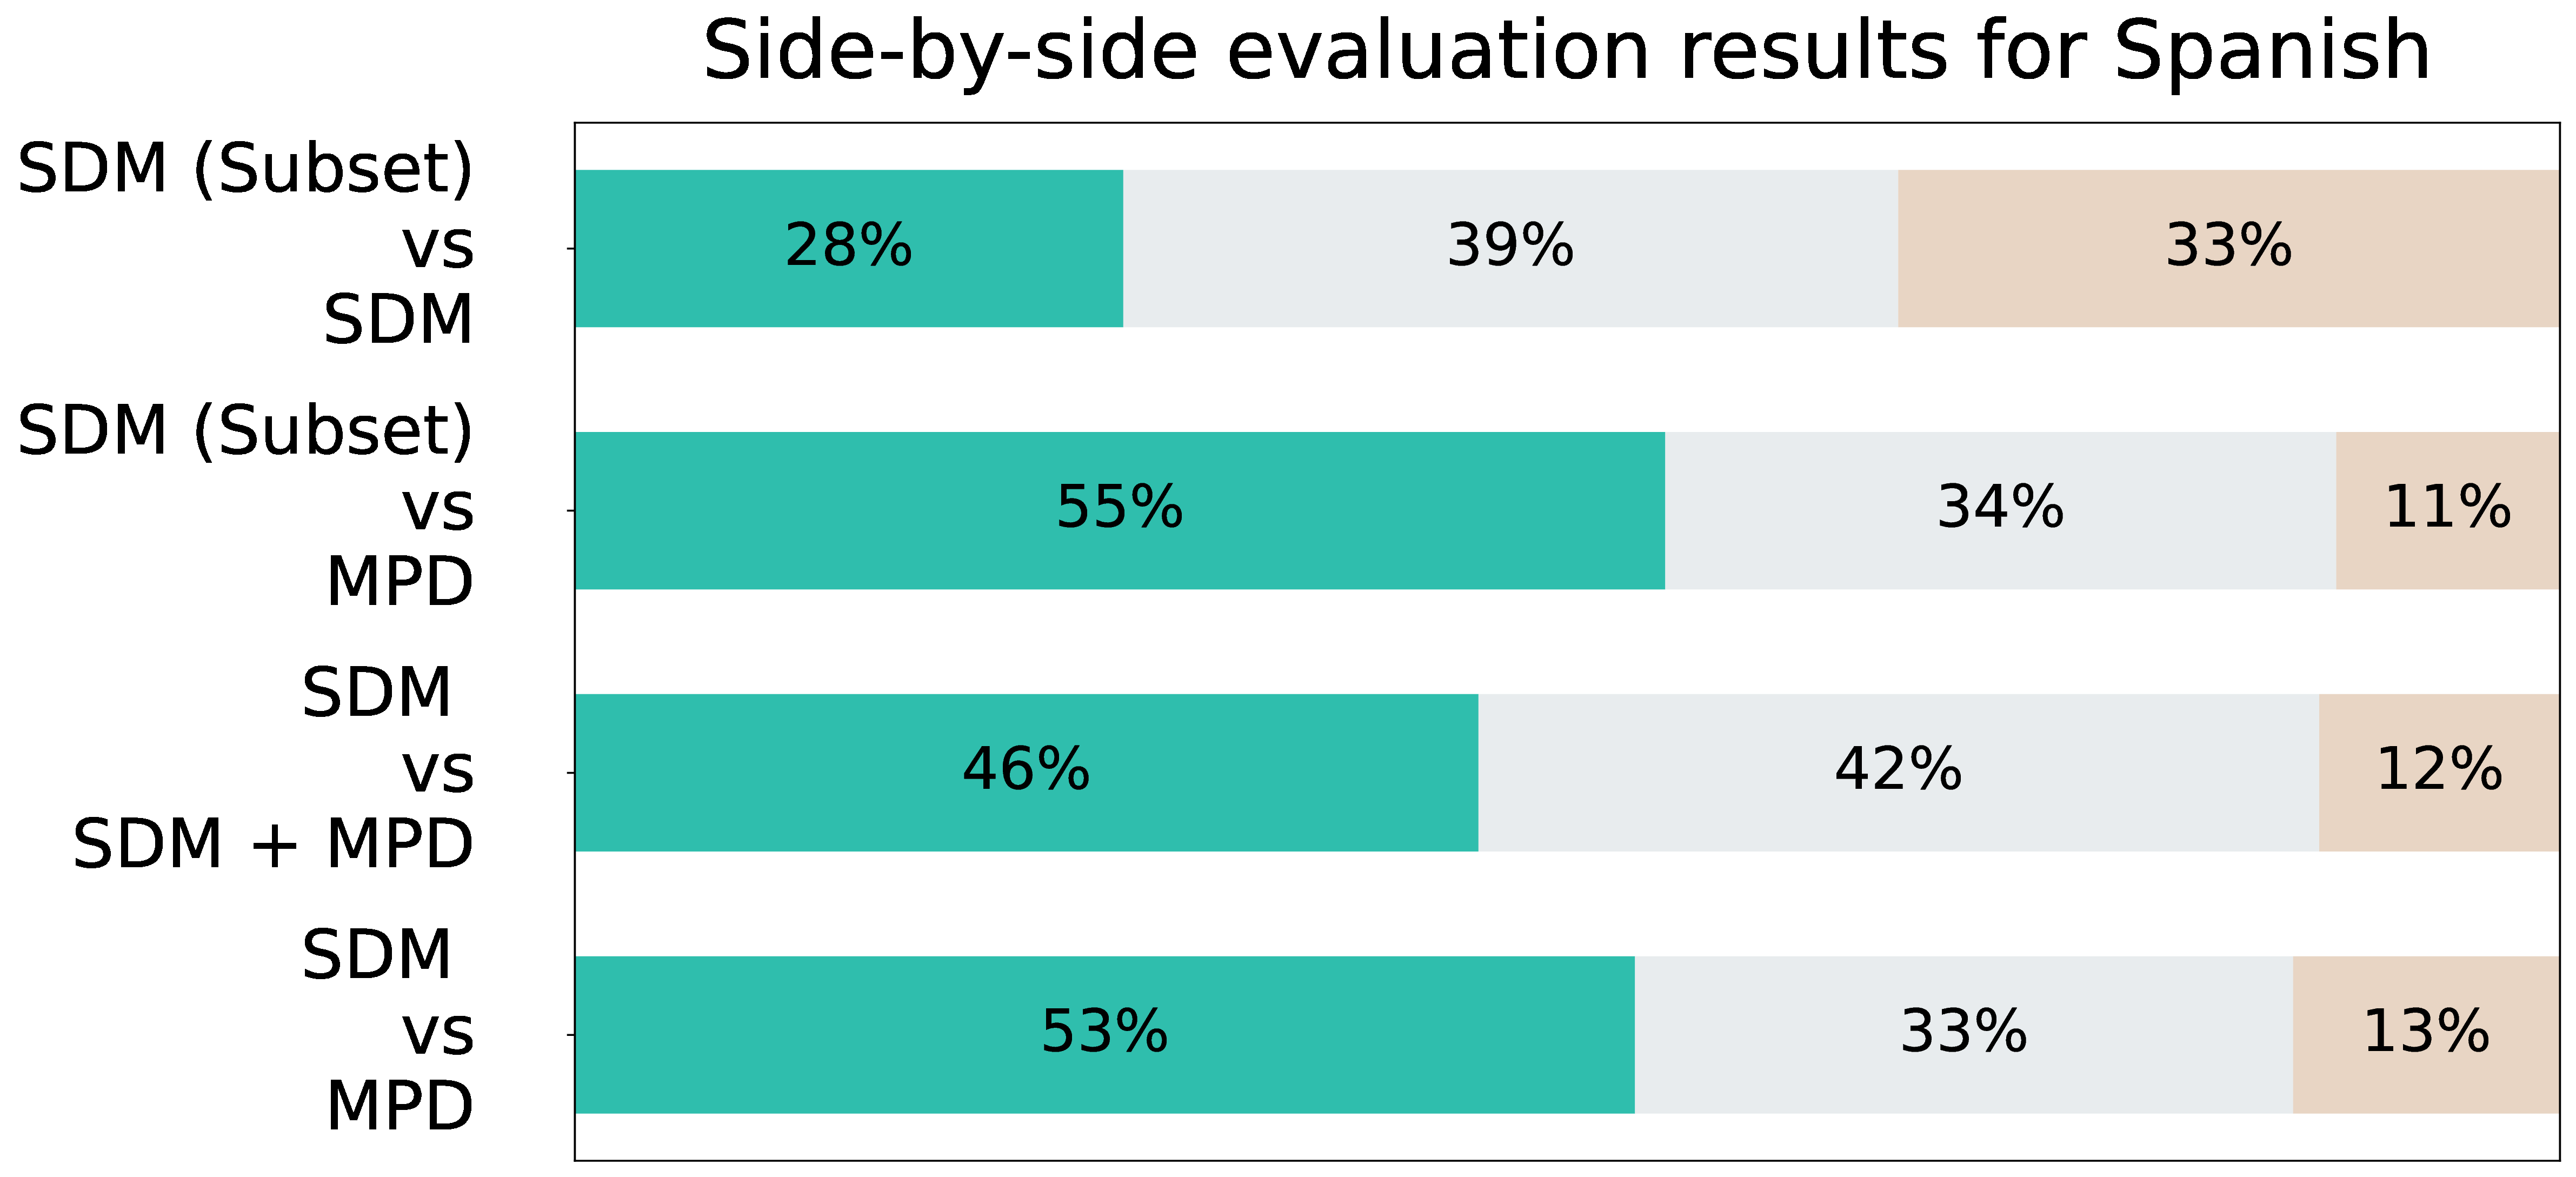 Side-by-side evaluation results for Spanish
SDM (Subset)
vs
SDM
28%
39%
33%
SDM (Subset)
vs
MPD
55%
34%
11%
SDM
vs
SDM + MPD
46%
42%
12%
SDM
vs
MPD
53%
33%
13%